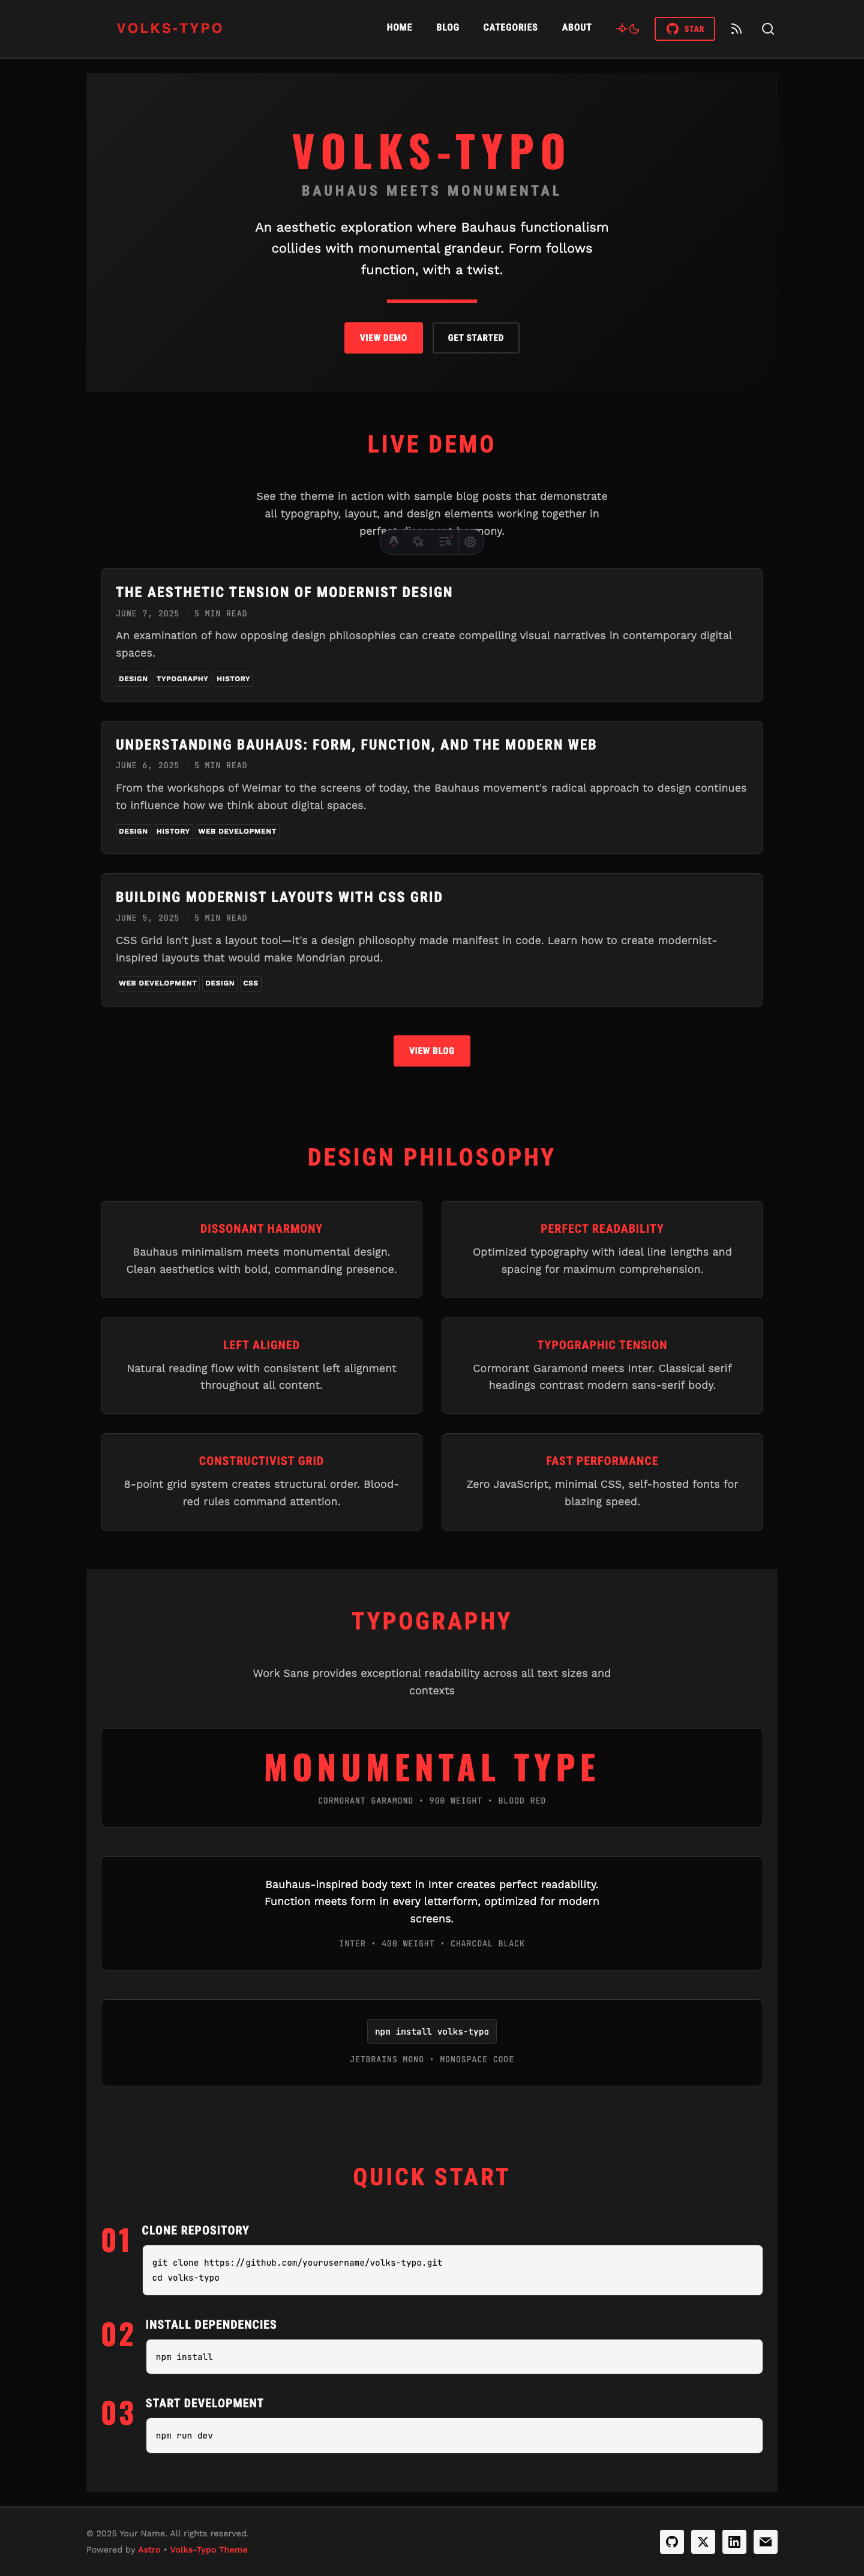 VOLKS-TYPO
HOME
BLOG
CATEGORIES
ABOUT
STAR
VOLKS-TYPO
BAUHAUS MEETS MONUMENTAL
An aesthetic exploration where Bauhaus functionalism
collides with monumental grandeur. Form follows
function, with a twist.
VIEW DEMO
GET STARTED
LIVE DEMO
See the theme in action with sample blog posts that demonstrate
all typography, layout, and design elements working together in
perfect dissonant harmony.
THE AESTHETIC TENSION OF MODERNIST DESIGN
JUNE 7, 2025 · 5 MIN READ
An examination of how opposing design philosophies can create compelling visual narratives in contemporary digital
spaces.
DESIGN TYPOGRAPHY HISTORY
UNDERSTANDING BAUHAUS: FORM, FUNCTION, AND THE MODERN WEB
JUNE 6, 2025 · 5 MIN READ
From the workshops of Weimar to the screens of today, the Bauhaus movement's radical approach to design continues
to influence how we think about digital spaces.
DESIGN HISTORY WEB DEVELOPMENT
BUILDING MODERNIST LAYOUTS WITH CSS GRID
JUNE 5, 2025 · 5 MIN READ
CSS Grid isn't just a layout tool—it's a design philosophy made manifest in code. Learn how to create modernist-
inspired layouts that would make Mondrian proud.
WEB DEVELOPMENT DESIGN CSS
VIEW BLOG
DESIGN PHILOSOPHY
DISSONANT HARMONY
Bauhaus minimalism meets monumental design.
Clean aesthetics with bold, commanding presence.
PERFECT READABILITY
Optimized typography with ideal line lengths and
spacing for maximum comprehension.
LEFT ALIGNED
Natural reading flow with consistent left alignment
throughout all content.
TYPOGRAPHIC TENSION
Cormorant Garamond meets Inter. Classical serif
headings contrast modern sans-serif body.
CONSTRUCTIVIST GRID
8-point grid system creates structural order. Blood-
red rules command attention.
FAST PERFORMANCE
Zero JavaScript, minimal CSS, self-hosted fonts for
blazing speed.
TYPOGRAPHY
Work Sans provides exceptional readability across all text sizes and
contexts
MONUMENTAL TYPE
CORMORANT GARAMOND • 900 WEIGHT • BLOOD RED
Bauhaus-inspired body text in Inter creates perfect readability.
Function meets form in every letterform, optimized for modern
screens.
INTER • 400 WEIGHT • CHARCOAL BLACK
npm install volks-typo
JETBRAINS MONO • MONOSPACE CODE
QUICK START
01
CLONE REPOSITORY
git clone https://github.com/yourusername/volks-typo.git
cd volks-typo
02
INSTALL DEPENDENCIES
npm install
03
START DEVELOPMENT
npm run dev
© 2025 Your Name. All rights reserved.
Powered by Astro • Volks-Typo Theme